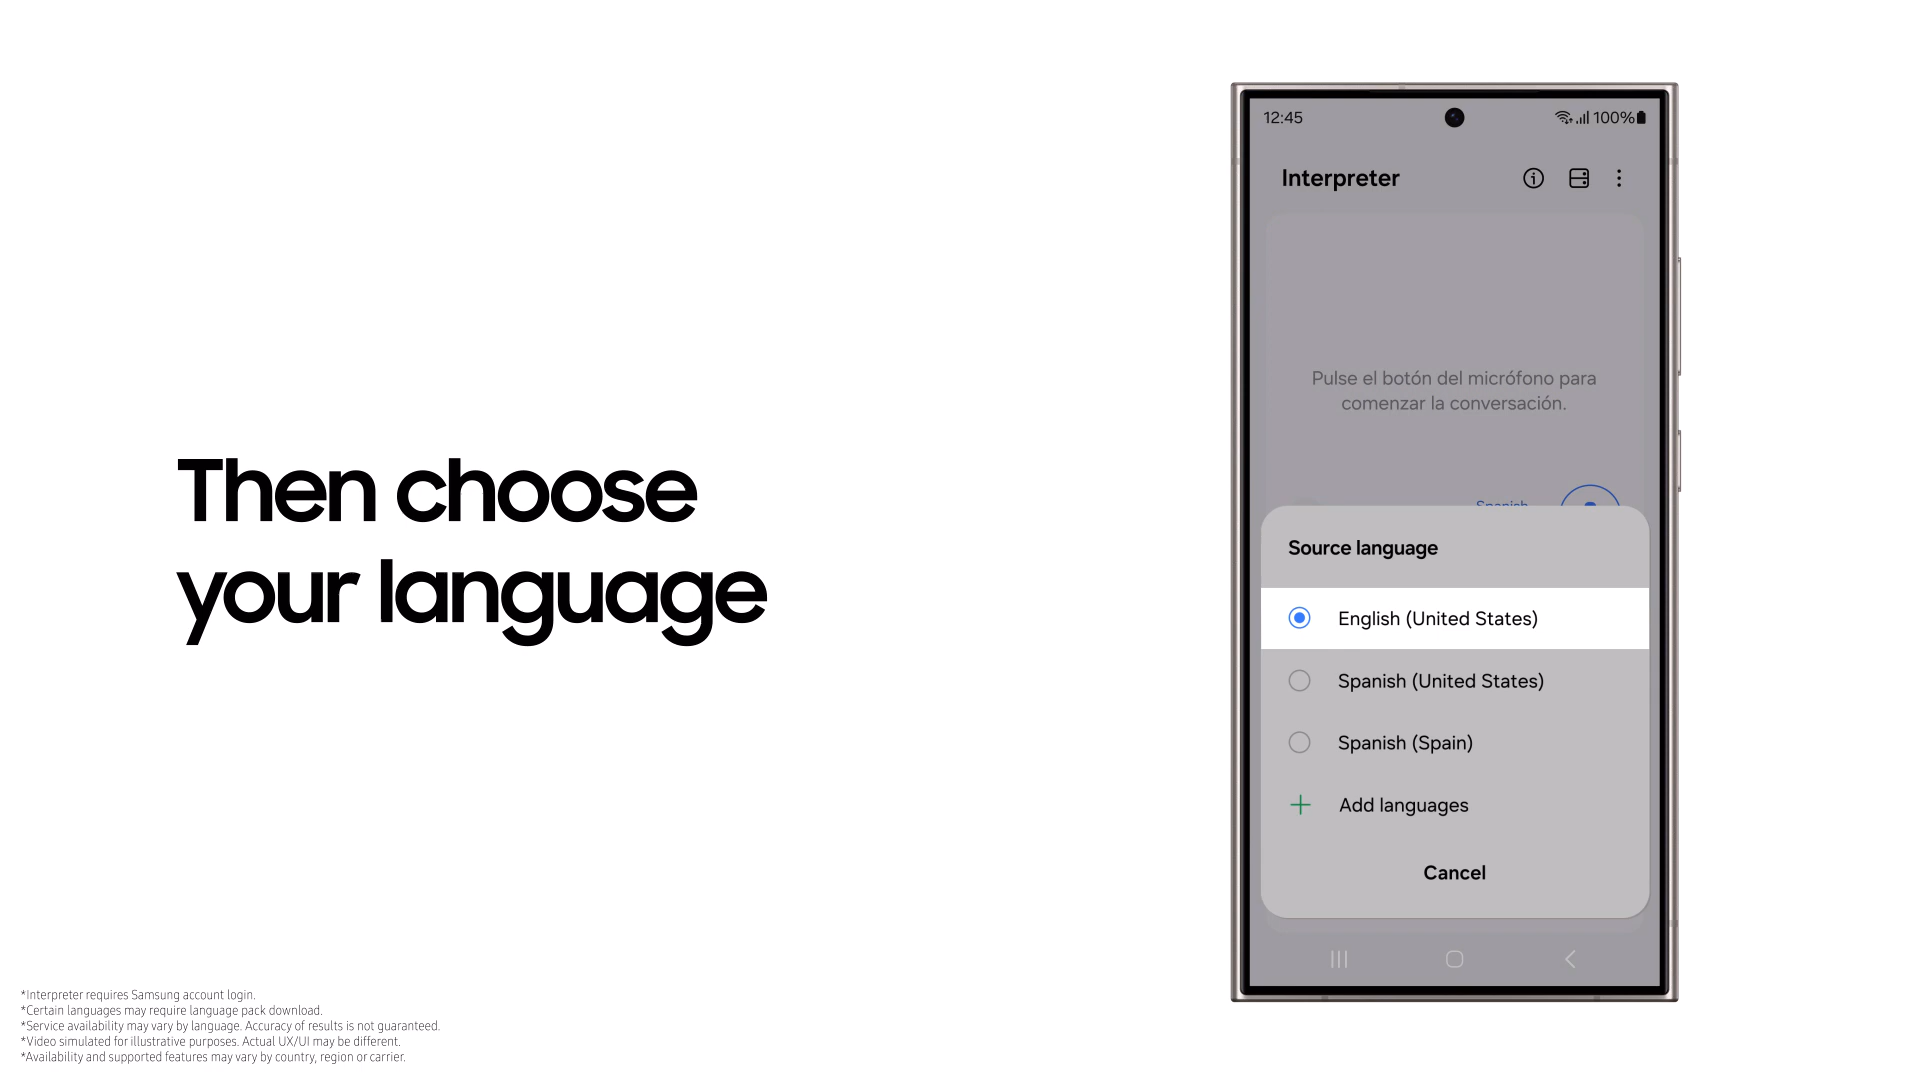 Then choose
your language
12:45
100%
Interpreter
Pulse el botón del micrófono para
comenzar la conversación.
Spanish
Source language
English (United States)
Spanish (United States)
Spanish (Spain)
Add languages
Cancel
*Interpreter requires Samsung account login.
*Certain languages may require language pack download.
*Service availability may vary by language. Accuracy of results is not guaranteed.
*Video simulated for illustrative purposes. Actual UX/UI may be different.
*Availability and supported features may vary by country, region or carrier.